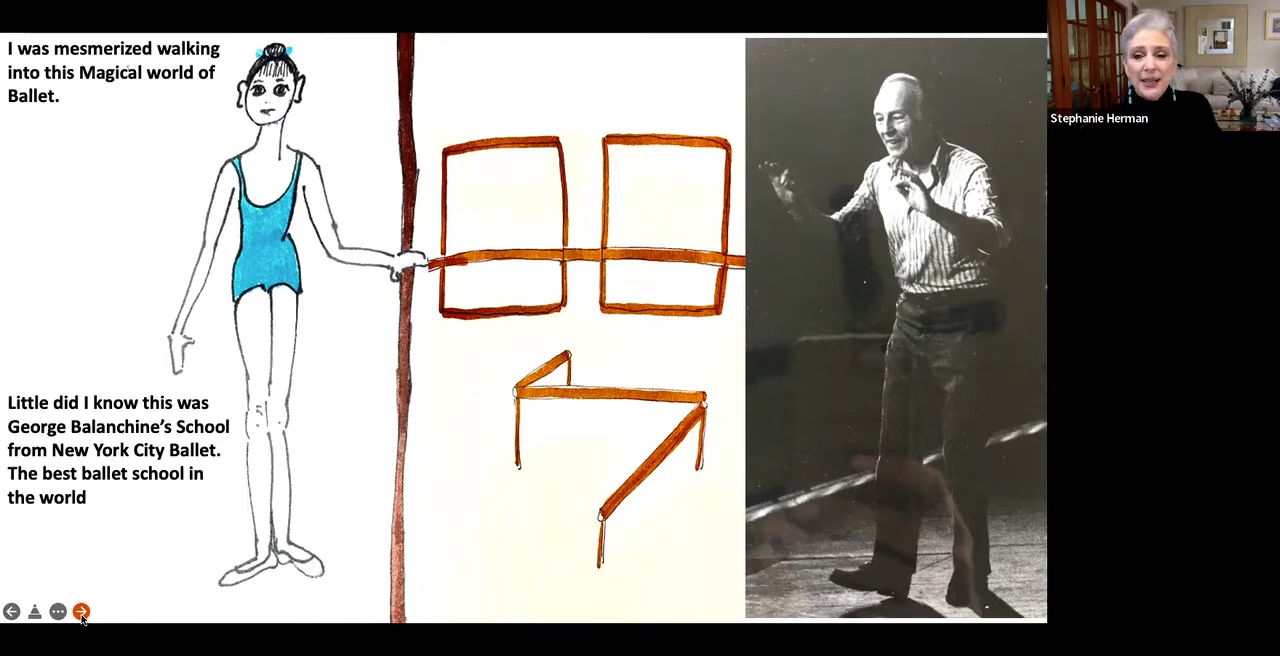 I was mesmerized walking
into this Magical world of
Ballet.
Little did I know this was
George Balanchine’s School
from New York City Ballet.
The best ballet school in
the world
Stephanie Herman